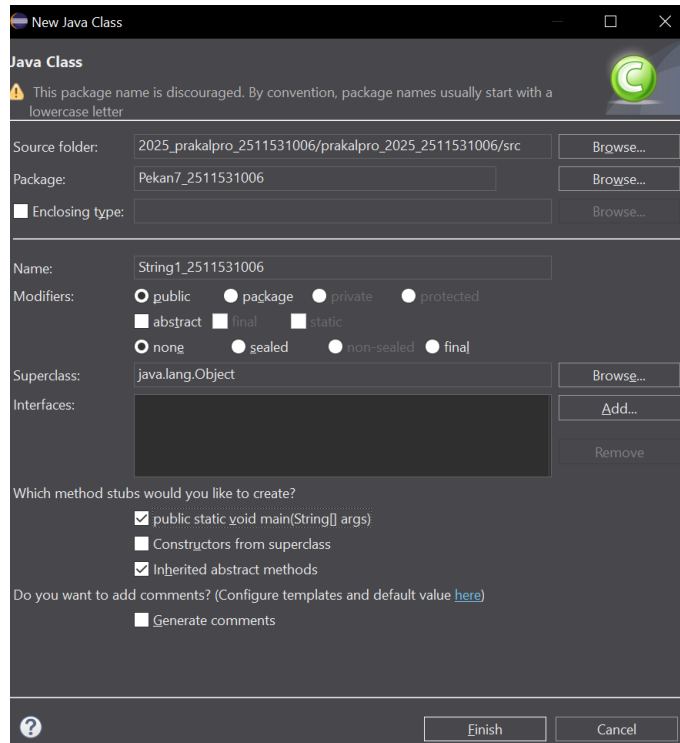 New Java Class
Java Class
This package name is discouraged. By convention, package names usually start with a
lowercase letter
Source folder: 2025_prakalpro_2511531006/prakalpro_2025_2511531006/src Browse...
Package: Pekan7_2511531006 Browse...
Enclosing type: Browse...
Name: String1_2511531006
Modifiers: public package private protected
abstract final static
none sealed non-sealed final
Superclass: java.lang.Object Browse...
Interfaces: Add...
Remove
Which method stubs would you like to create?
public static void main(String[] args)
Constructors from superclass
Inherited abstract methods
Do you want to add comments? (Configure templates and default value here)
Generate comments
? Finish Cancel